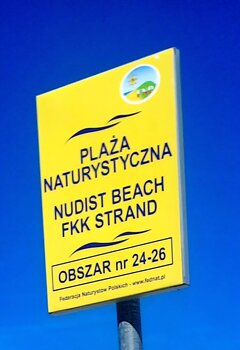 PLAŻA
NATURYSTYCZNA
NUDIST BEACH
FKK STRAND
OBSZAR nr 24-26
Federacja Naturystów Polskich - www.fednat.pl